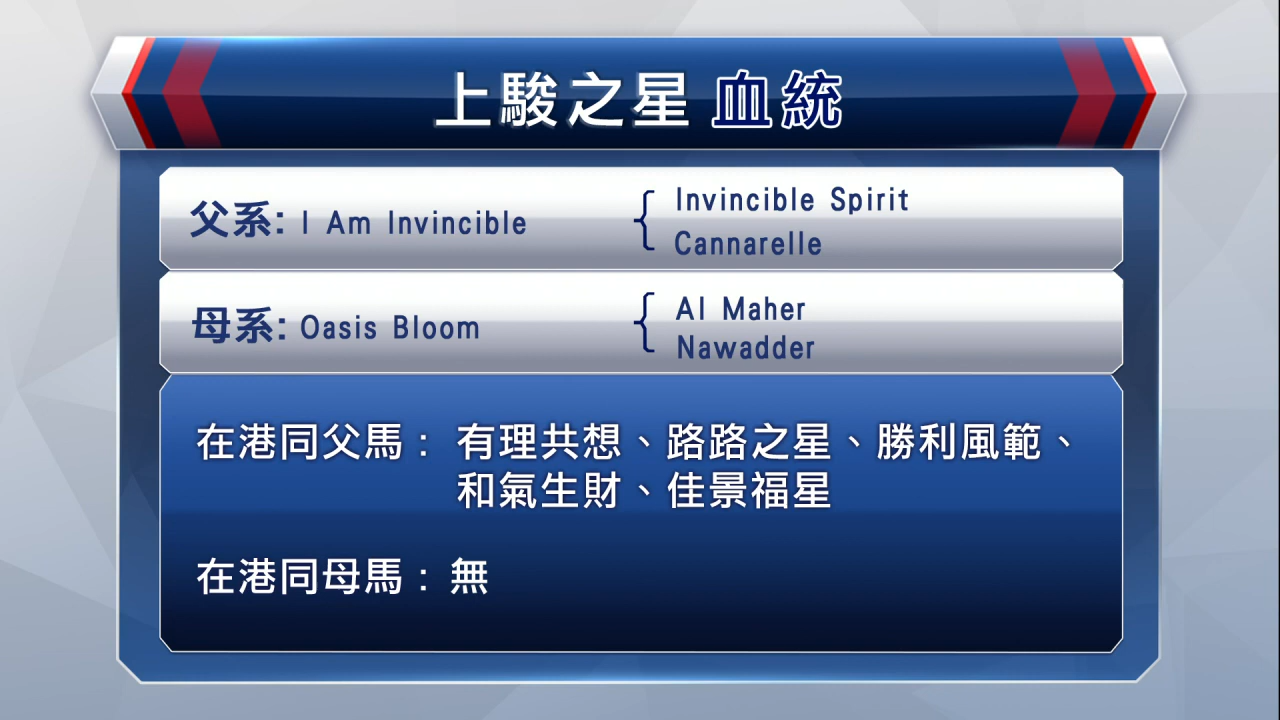 上駿之星 血統
父系: I Am Invincible
Invincible Spirit
Cannarelle
母系: Oasis Bloom
Al Maher
Nawadder
在港同父馬：有理共想、路路之星、勝利風範、
和氣生財、佳景福星
在港同母馬：無